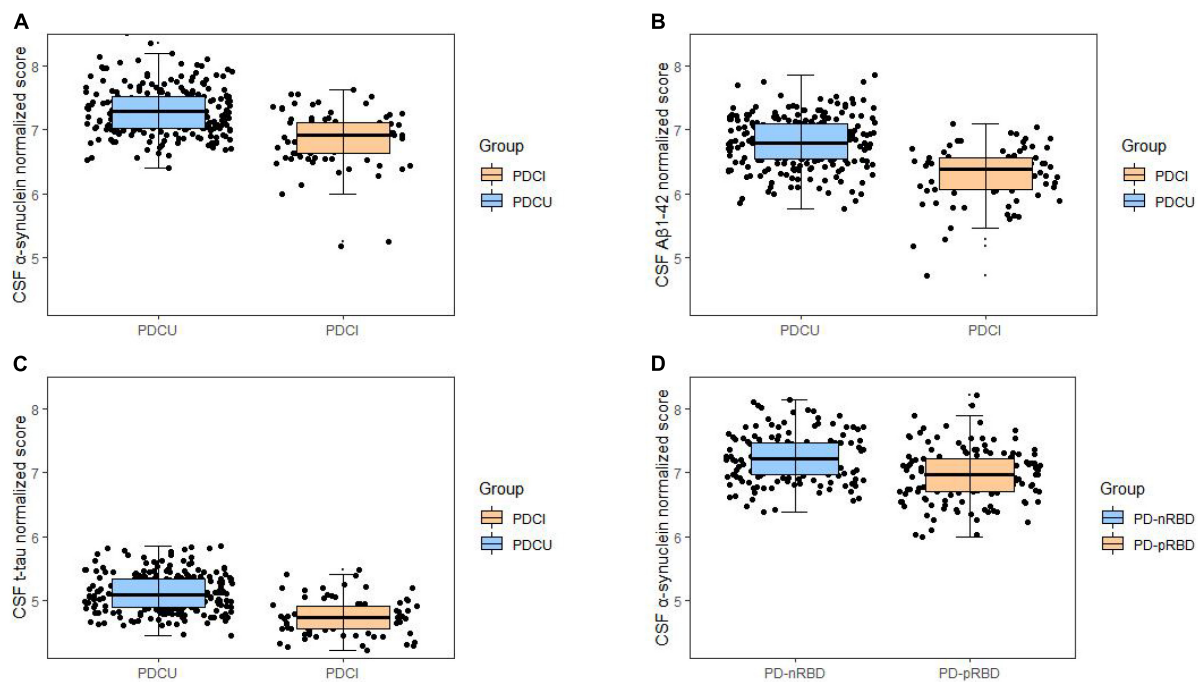 A
CSF α-synuclein normalized score
8
7
6
5
PDCU
PDCI
Group
PDCI
PDCU
B
CSF Aβ1-42 normalized score
8
7
6
5
PDCU
PDCI
Group
PDCI
PDCU
C
CSF t-tau normalized score
8
7
6
5
PDCU
PDCI
Group
PDCI
PDCU
D
CSF α-synuclein normalized score
8
7
6
5
PD-nRBD
PD-pRBD
Group
PD-nRBD
PD-pRBD